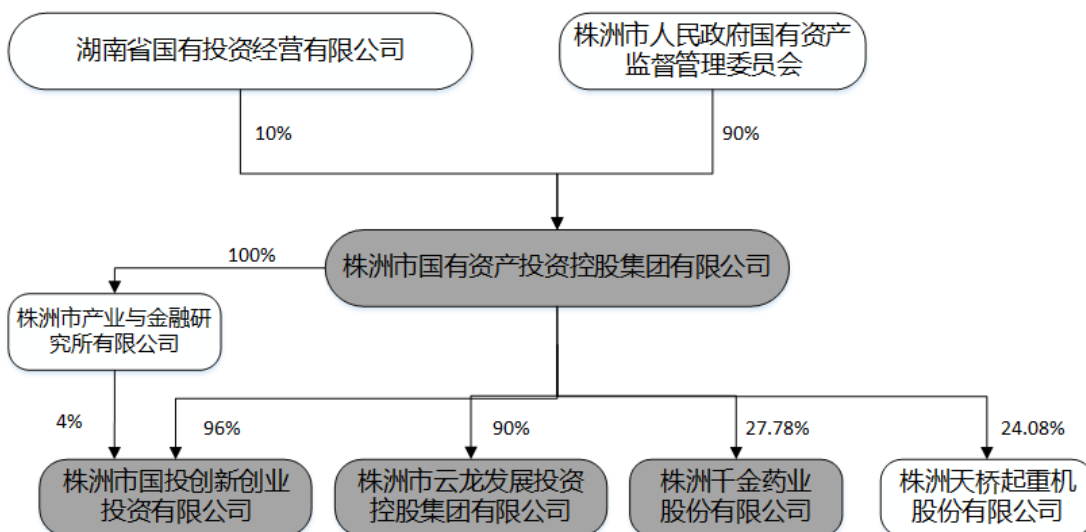 湖南省国有投资经营有限公司
株洲市人民政府国有资产
监督管理委员会
10%
90%
株洲市国有资产投资控股集团有限公司
100%
株洲市产业与金融研
究所有限公司
4%
96%
90%
27.78%
24.08%
株洲市国投创新创业
投资有限公司
株洲市云龙发展投资
控股集团有限公司
株洲千金药业
股份有限公司
株洲天桥起重机
股份有限公司